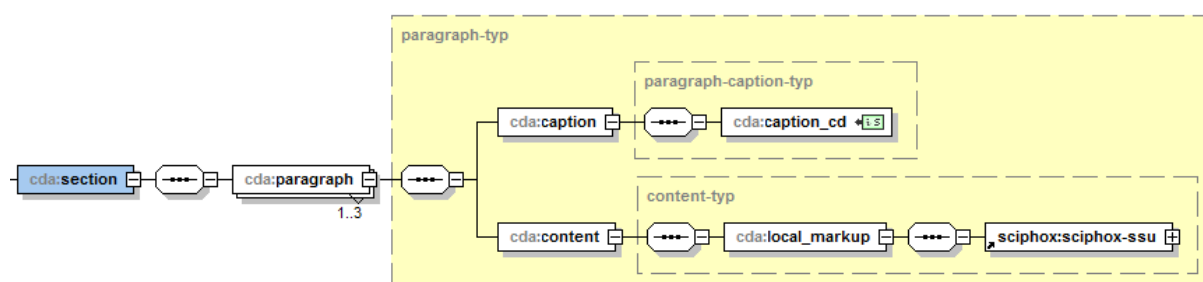 paragraph-typ
paragraph-caption-typ
cda:caption
cda:caption_cd
iS
cda:section
cda:paragraph
1..3
content-typ
cda:content
cda:local_markup
sciphox:sciphox-ssu